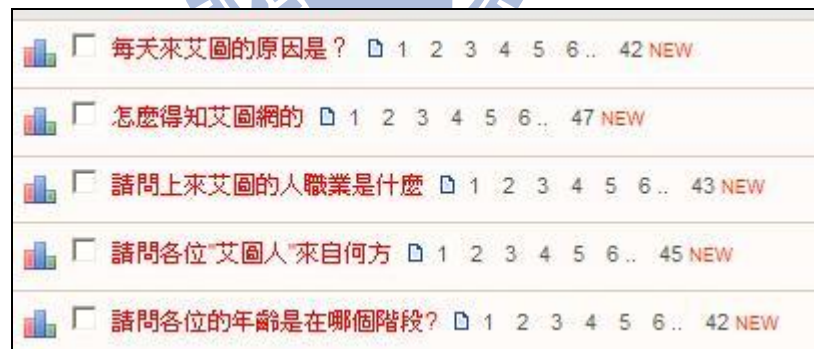 每天來艾圖的原因是？ 1 2 3 4 5 6.. 42 NEW
怎麼得知艾圖網的 1 2 3 4 5 6.. 47 NEW
請問上來艾圖的人職業是什麼 1 2 3 4 5 6.. 43 NEW
請問各位"艾圖人"來自何方 1 2 3 4 5 6.. 45 NEW
請問各位的年齡是在哪個階段? 1 2 3 4 5 6.. 42 NEW